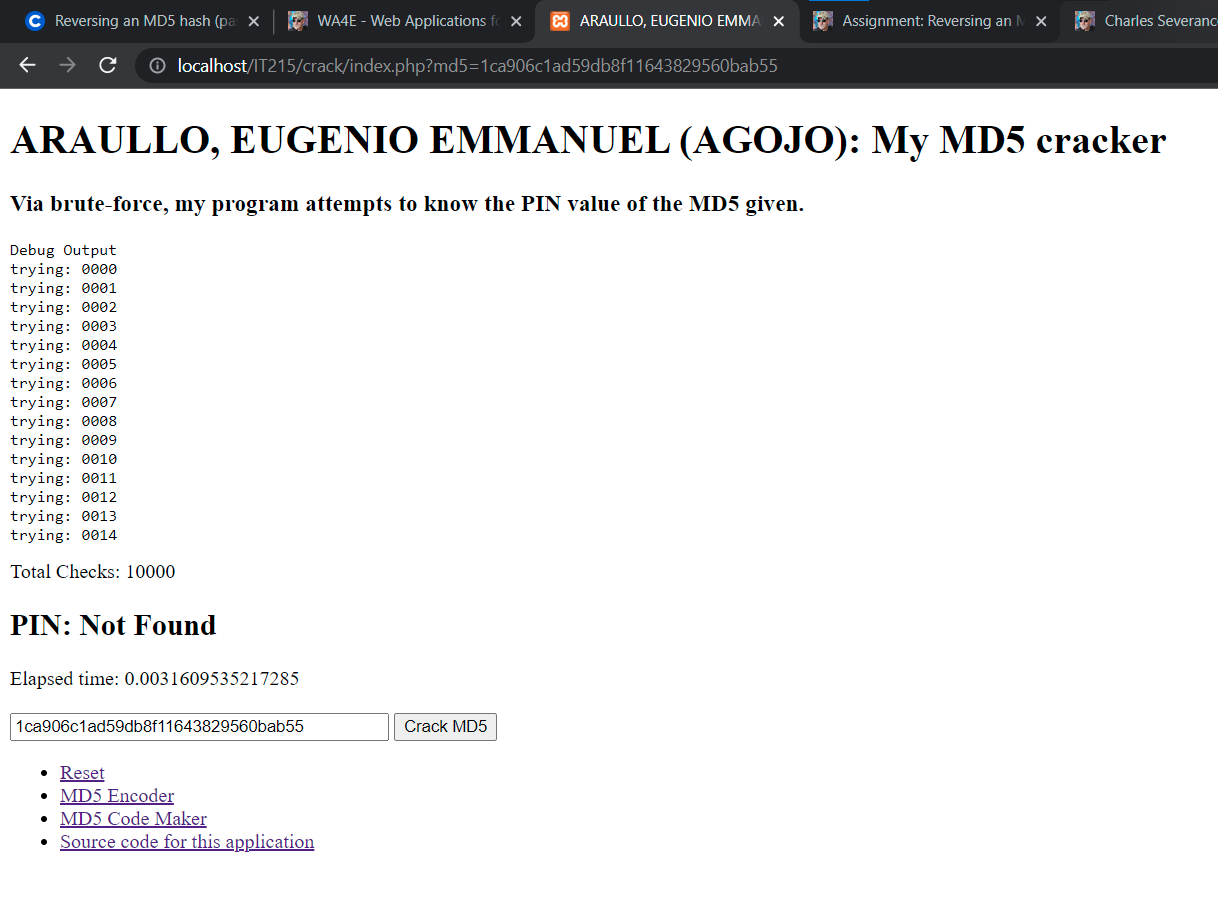 Reversing an MD5 hash (pa
WA4E - Web Applications fo
ARAULLO, EUGENIO EMMA
Assignment: Reversing an M
Charles Severance
localhost/IT215/crack/index.php?md5=1ca906c1ad59db8f11643829560bab55
ARAULLO, EUGENIO EMMANUEL (AGOJO): My MD5 cracker
Via brute-force, my program attempts to know the PIN value of the MD5 given.
Debug Output
trying: 0000
trying: 0001
trying: 0002
trying: 0003
trying: 0004
trying: 0005
trying: 0006
trying: 0007
trying: 0008
trying: 0009
trying: 0010
trying: 0011
trying: 0012
trying: 0013
trying: 0014
Total Checks: 10000
PIN: Not Found
Elapsed time: 0.0031609535217285
1ca906c1ad59db8f11643829560bab55 Crack MD5
Reset
MD5 Encoder
MD5 Code Maker
Source code for this application